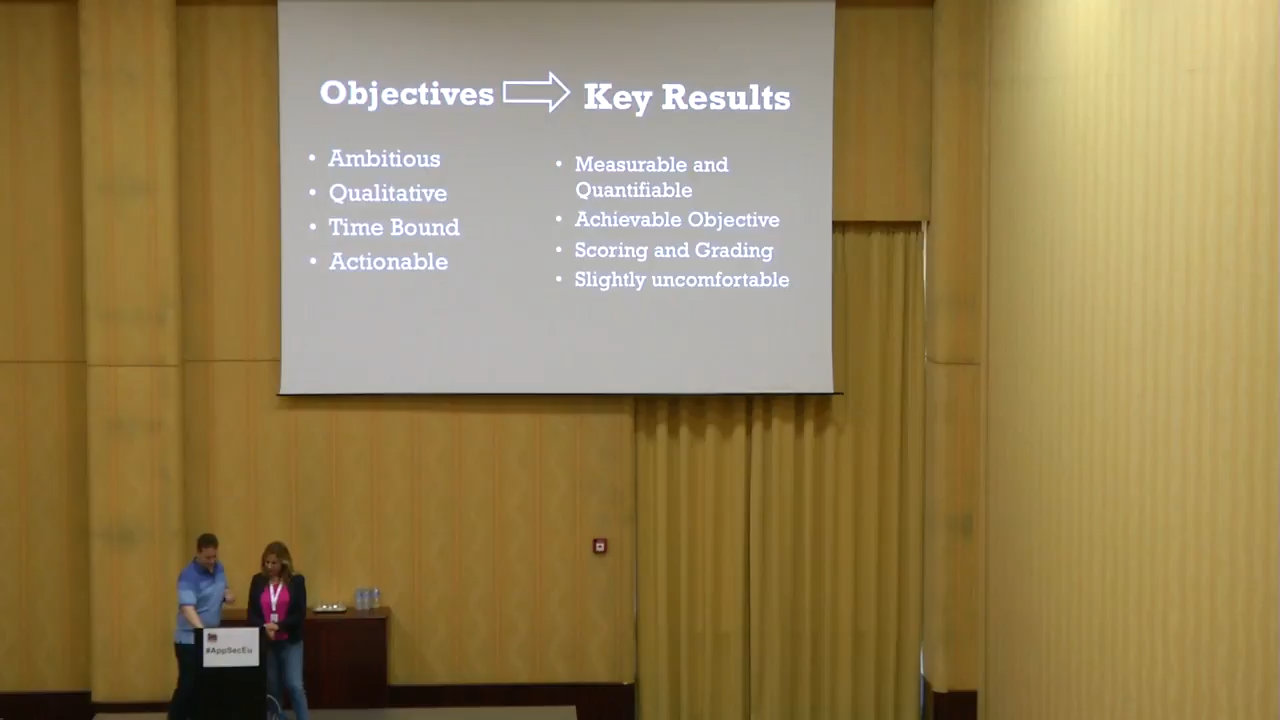 Objectives
Key Results
• Ambitious
• Qualitative
• Time Bound
• Actionable
• Measurable and
Quantifiable
• Achievable Objective
• Scoring and Grading
• Slightly uncomfortable
#AppSecEu